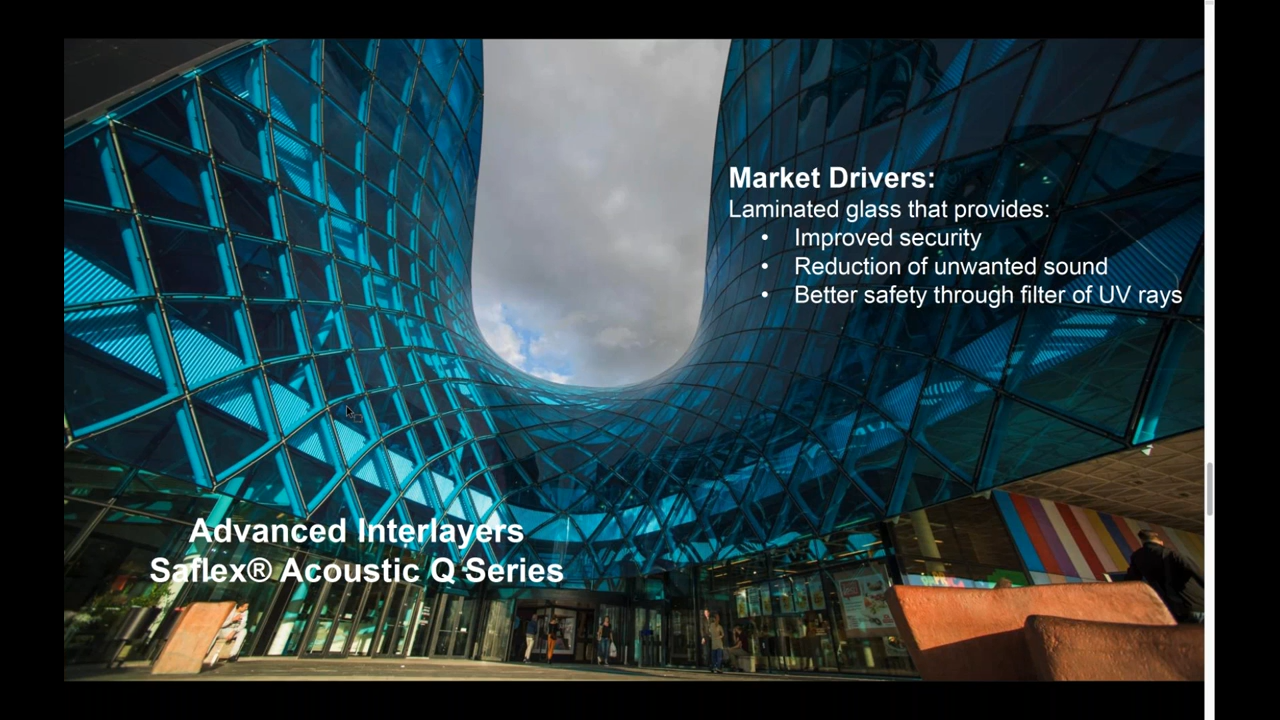 Market Drivers:
Laminated glass that provides:
• Improved security
• Reduction of unwanted sound
• Better safety through filter of UV rays
Advanced Interlayers
Saflex® Acoustic Q Series